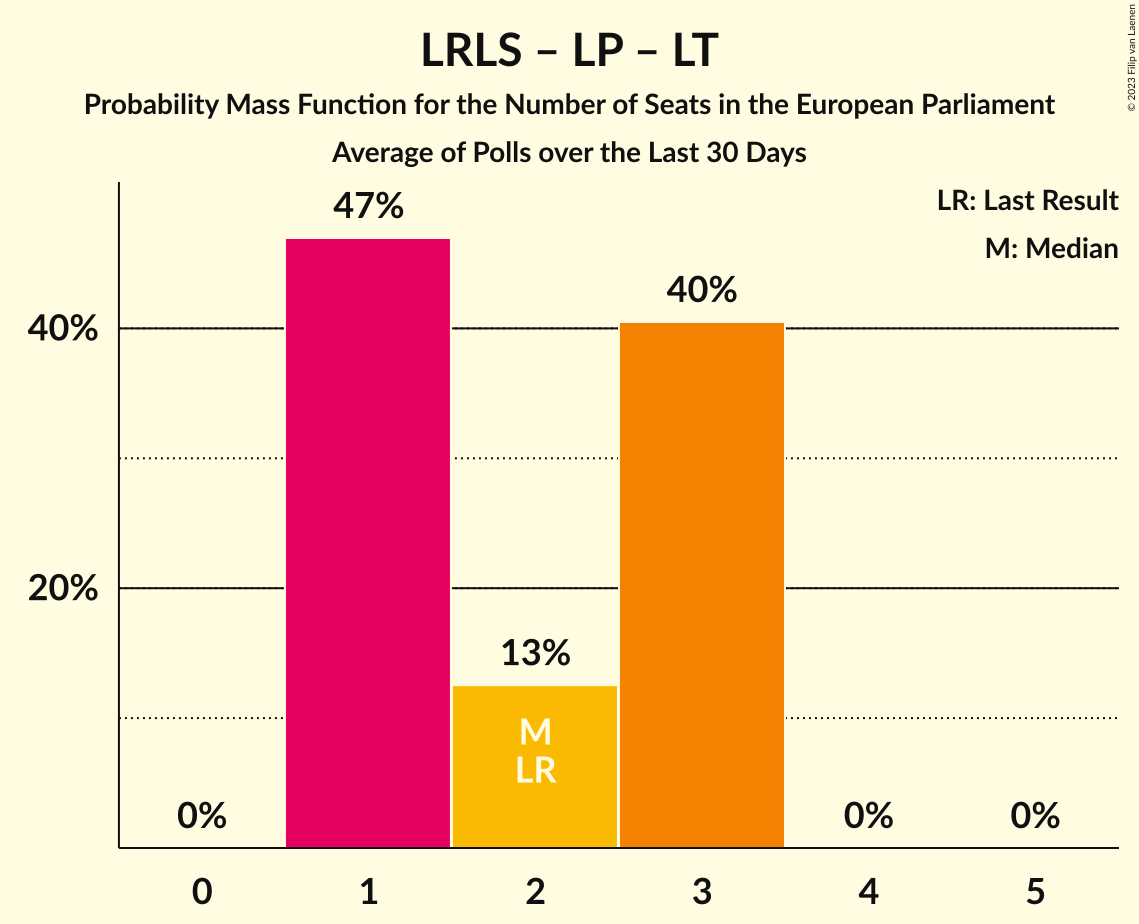 LRLS – LP – LT
Probability Mass Function for the Number of Seats in the European Parliament
Average of Polls over the Last 30 Days
© 2023 Filip van Laenen
LR: Last Result
M: Median
47%
40%
40%
20%
13%
M
LR
0%
0%
0%
0
1
2
3
4
5